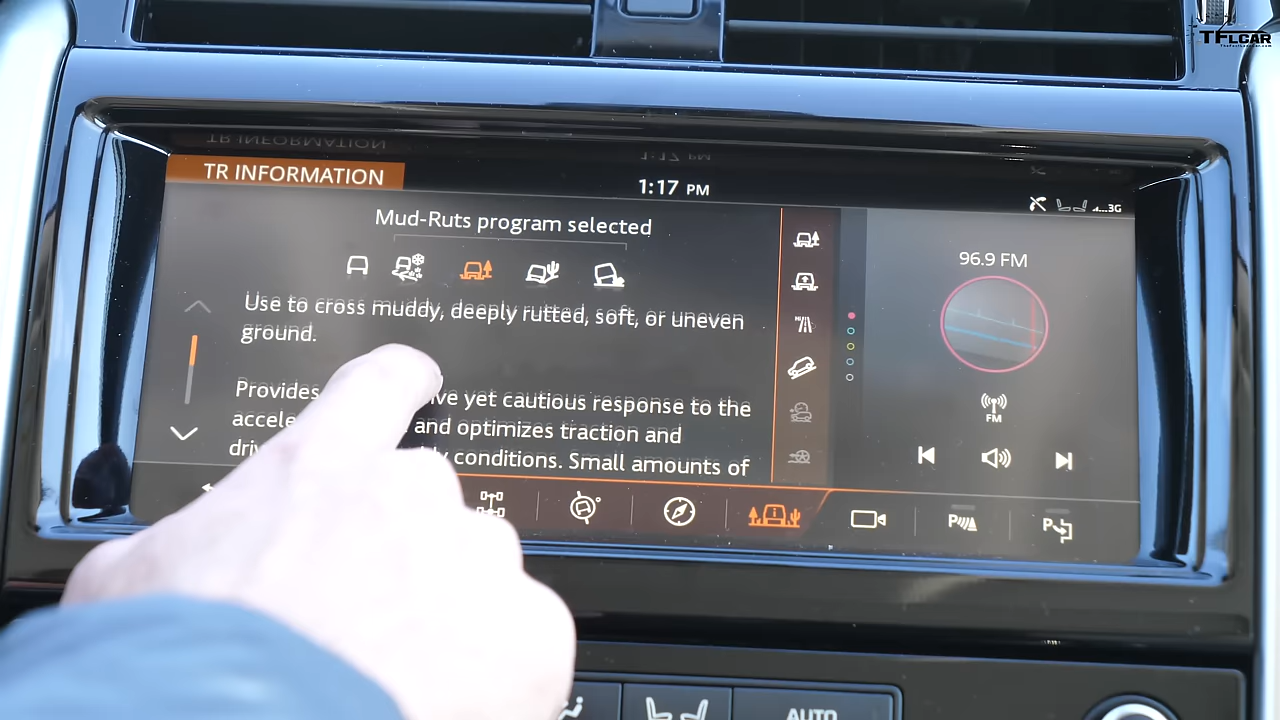 TFLCAR
TR INFORMATION
1:17 PM
3G
Mud-Ruts program selected
Use to cross muddy, deeply rutted, soft, or uneven
ground.
Provides yet cautious response to the
and optimizes traction and
conditions. Small amounts of
96.9 FM
FM
AUTO